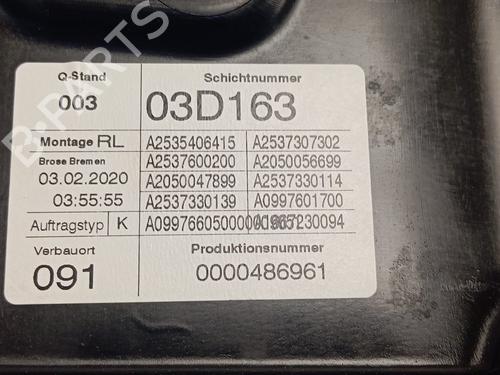 B-PARTS
Q-Stand Schichtnummer
003 03D163
Montage RL A2535406415 A2537307302
Brose Bremen A2537600200 A2050056699
03.02.2020 A2050047899 A2537330114
03:55:55 A2537330139 A0997601700
Auftragstyp K
Verbauort Produktionsnummer
091 0000486961